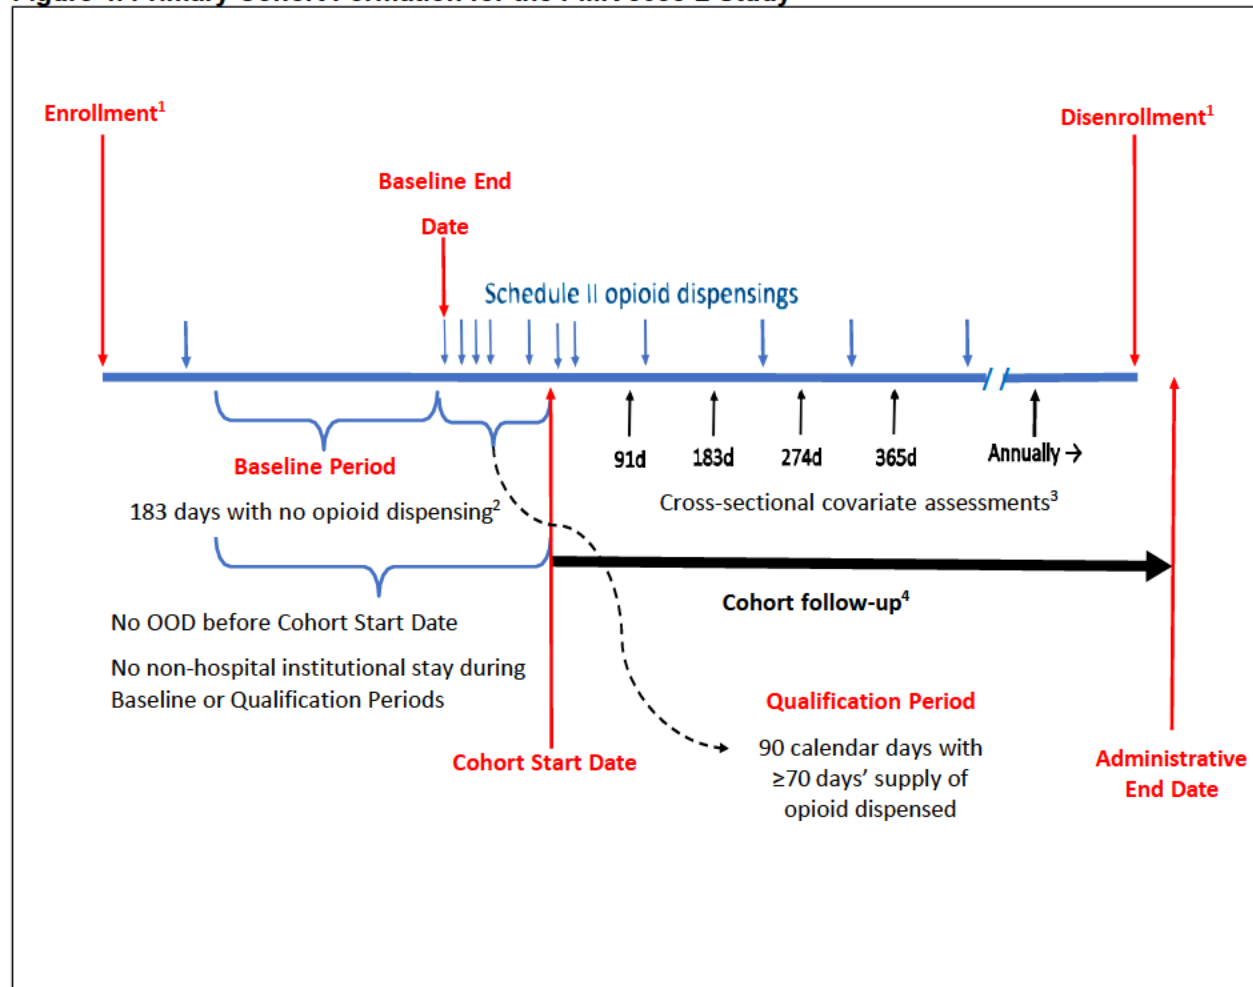 Enrollment¹
Disenrollment¹
Baseline End
Date
Schedule II opioid dispensings
Baseline Period
183 days with no opioid dispensing²
91d
183d
274d
365d
Annually →
Cross-sectional covariate assessments³
Cohort follow-up⁴
No OOD before Cohort Start Date
No non-hospital institutional stay during
Baseline or Qualification Periods
Cohort Start Date
Qualification Period
90 calendar days with
≥70 days’ supply of
opioid dispensed
Administrative
End Date